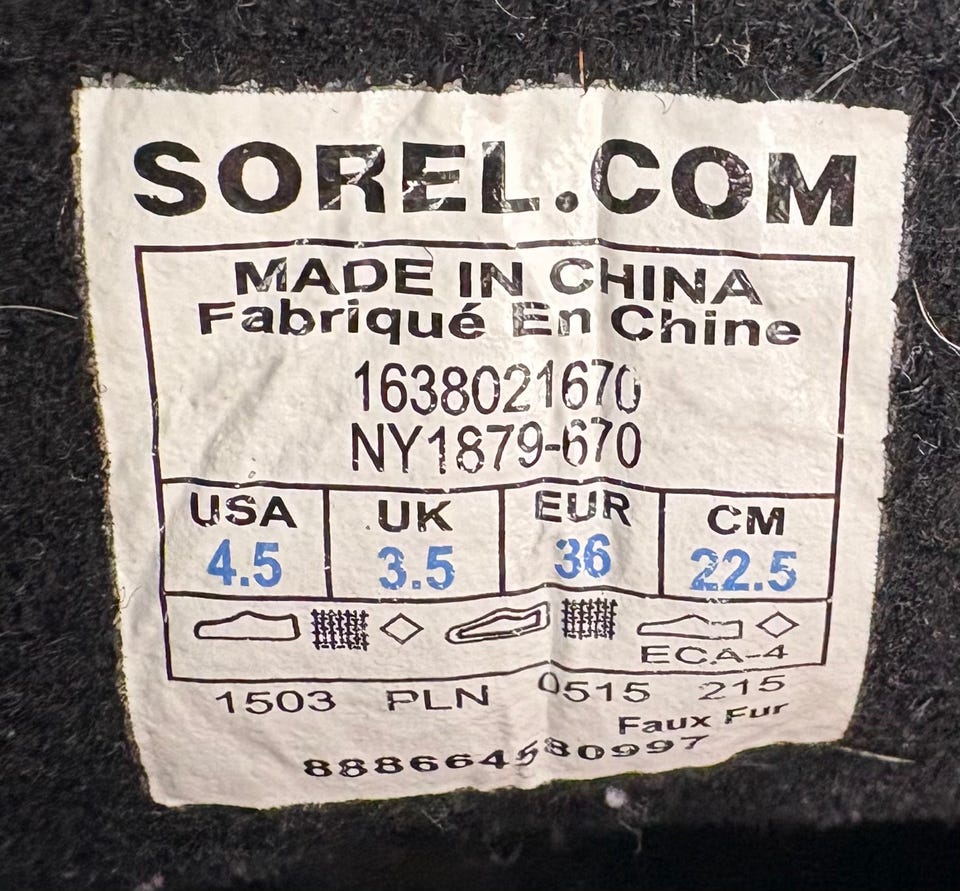 SOREL.COM
MADE IN CHINA
Fabriqué En Chine
1638021670
NY1879-670
USA UK EUR CM
4.5 3.5 36 22.5
ECA-4
1503 PLN 0515 215
Faux Fur
888664580997